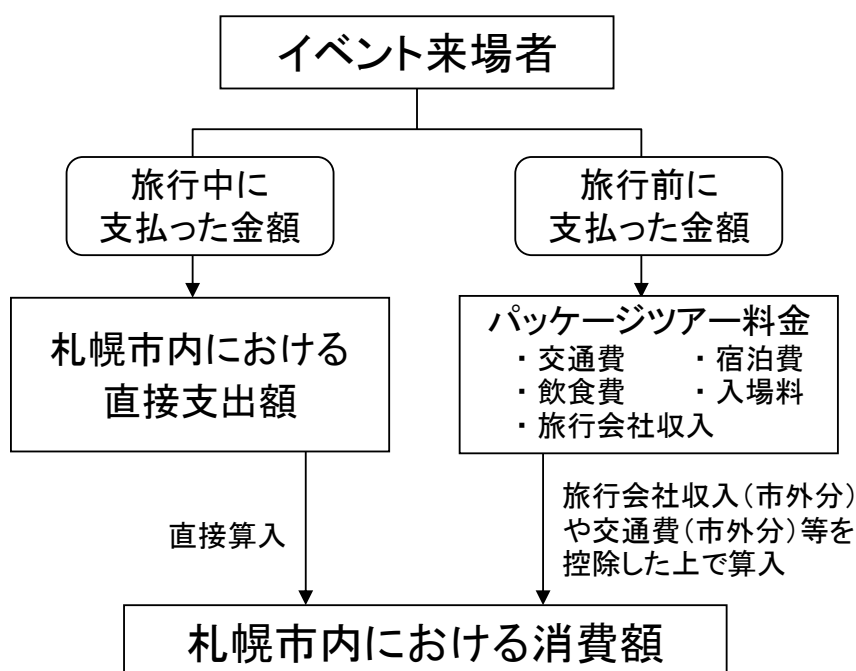 イベント来場者
旅行中に
支払った金額
旅行前に
支払った金額
札幌市内における
直接支出額
パッケージツアー料金
・交通費 ・宿泊費
・飲食費 ・入場料
・旅行会社収入
直接算入
旅行会社収入(市外分)
や交通費(市外分)等を
控除した上で算入
札幌市内における消費額